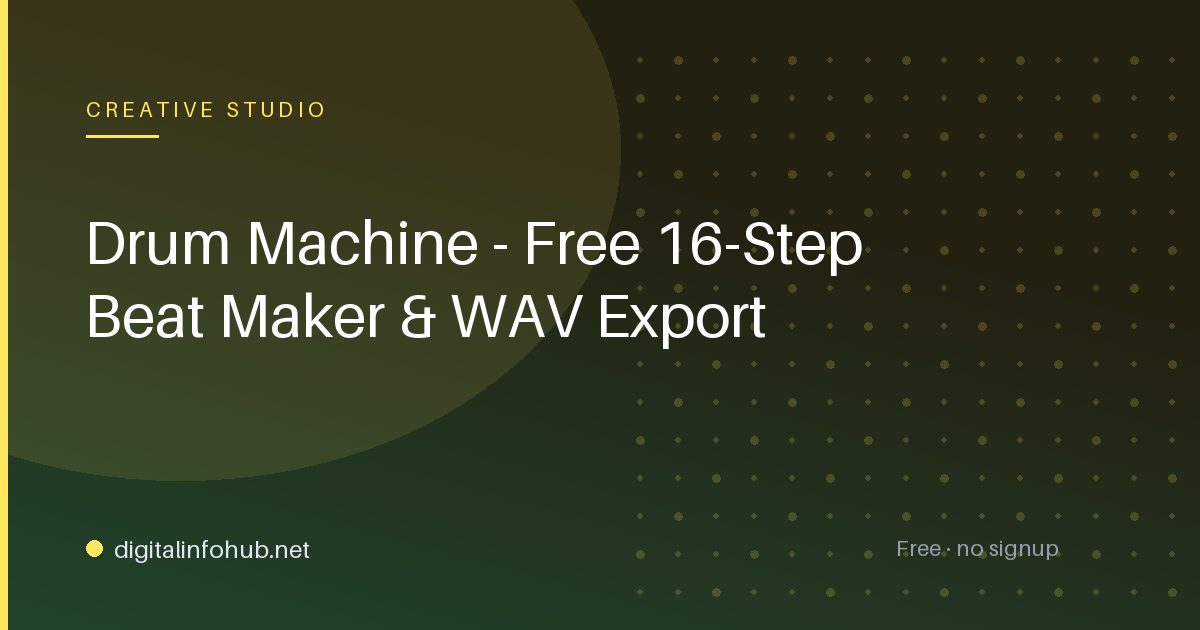 CREATIVE STUDIO
Drum Machine - Free 16-Step
Beat Maker & WAV Export
digitalinfohub.net
Free · no signup